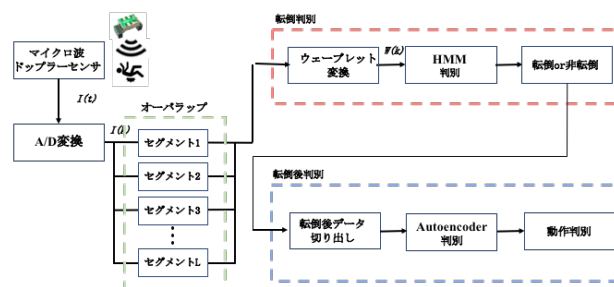 転倒判別
マイクロ波
ドップラーセンサ
I(t)
A/D変換
I(k)
オーバラップ
セグメント1
セグメント2
セグメント3
セグメントL
ウェーブレット
変換
W(k)
HMM
判別
転倒or非転倒
転倒後判別
転倒後データ
切り出し
Autoencoder
判別
動作判別